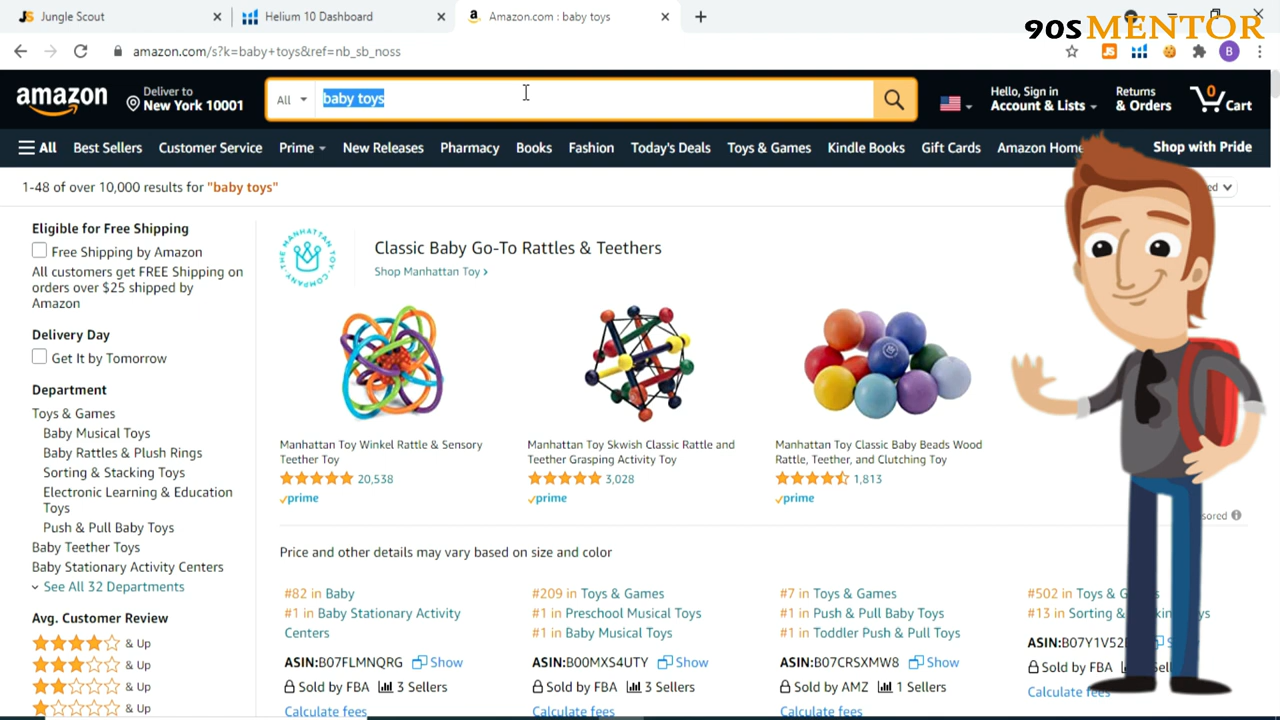 Jungle Scout
Helium 10 Dashboard
Amazon.com : baby toys
90S MENTOR
amazon.com/s?k=baby+toys&ref=nb_sb_noss
JS
B
amazon
Deliver to
New York 10001
All
baby toys
Hello, Sign in
Account & Lists
Returns
& Orders
0
Cart
All
Best Sellers
Customer Service
Prime
New Releases
Pharmacy
Books
Fashion
Today's Deals
Toys & Games
Kindle Books
Gift Cards
Amazon Home
Shop with Pride
1-48 of over 10,000 results for "baby toys"
Eligible for Free Shipping
Free Shipping by Amazon
All customers get FREE Shipping on
orders over $25 shipped by
Amazon
Delivery Day
Get It by Tomorrow
Department
Toys & Games
Baby Musical Toys
Baby Rattles & Plush Rings
Sorting & Stacking Toys
Electronic Learning & Education
Toys
Push & Pull Baby Toys
Baby Teether Toys
Baby Stationary Activity Centers
See All 32 Departments
Avg. Customer Review
& Up
& Up
& Up
& Up
THE MANHATTAN TOY COMPANY
Classic Baby Go-To Rattles & Teethers
Shop Manhattan Toy ›
Manhattan Toy Winkel Rattle & Sensory
Teether Toy
20,538
prime
Manhattan Toy Skwish Classic Rattle and
Teether Grasping Activity Toy
3,028
prime
Manhattan Toy Classic Baby Beads Wood
Rattle, Teether, and Clutching Toy
1,813
prime
Price and other details may vary based on size and color
#82 in Baby
#1 in Baby Stationary Activity
Centers
ASIN:B07FLMNQRG Show
Sold by FBA 3 Sellers
Calculate fees
#209 in Toys & Games
#1 in Preschool Musical Toys
#1 in Baby Musical Toys
ASIN:B00MXS4UTY Show
Sold by FBA 3 Sellers
Calculate fees
#7 in Toys & Games
#1 in Push & Pull Baby Toys
#1 in Toddler Push & Pull Toys
ASIN:B07CRSXMW8 Show
Sold by AMZ 1 Sellers
Calculate fees
#502 in Toys &
#13 in Sorting &
ASIN:
Sold by FBA
Calculate fees